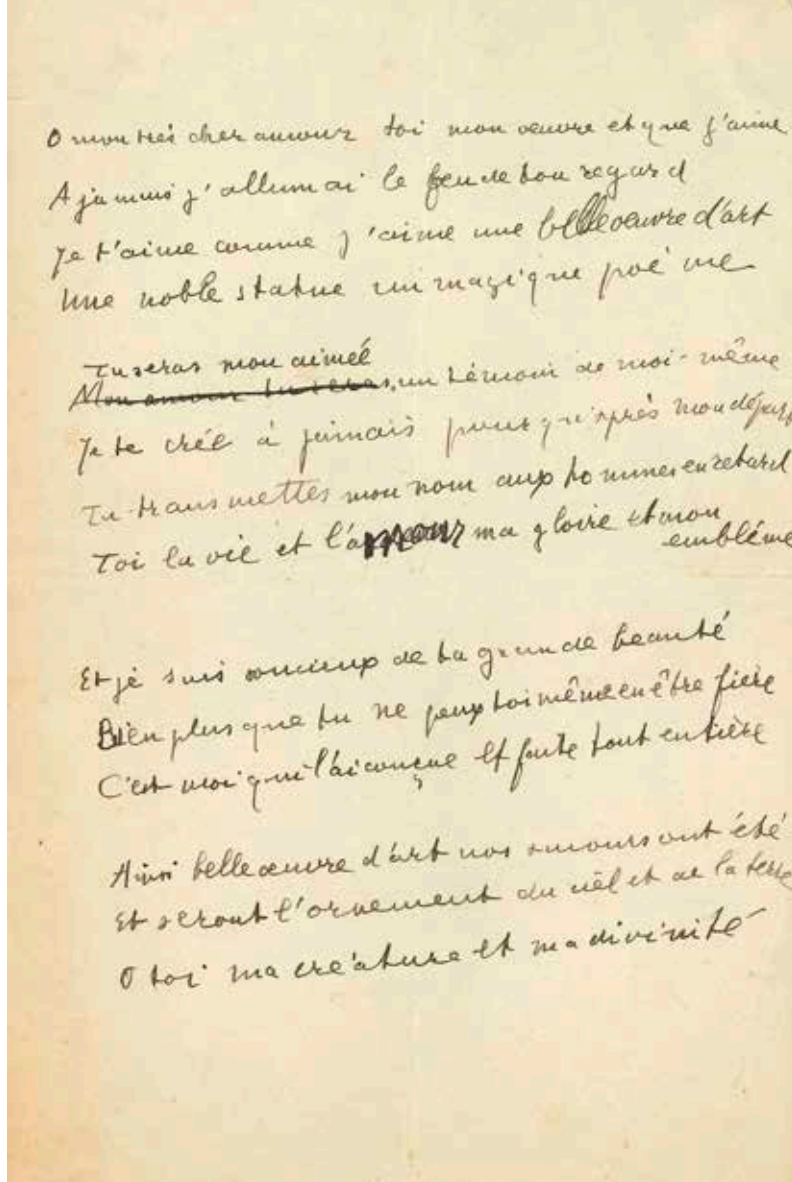 O mon très cher amour toi mon œuvre et que j'aime
A jamais j'allumai le feu de ton regard
Je t'aime comme j'aime une belle œuvre d'art
Une noble statue un magique poème
Tu seras mon aimée
Mon amour tu seras un témoin de moi-même
Je te crée à jamais pour qu'après mon départ
Tu transmettes mon nom aux hommes en retard
Toi la vie et l'amour ma gloire et mon
emblème
Et je suis soucieux de ta grande beauté
Bien plus que tu ne peux toi même en être fière
C'est moi qui l'ai conçue et faite tout entière
Ainsi belle œuvre d'art nos amours ont été
Et seront l'ornement du ciel et de la terre
O toi ma créature et ma divinité